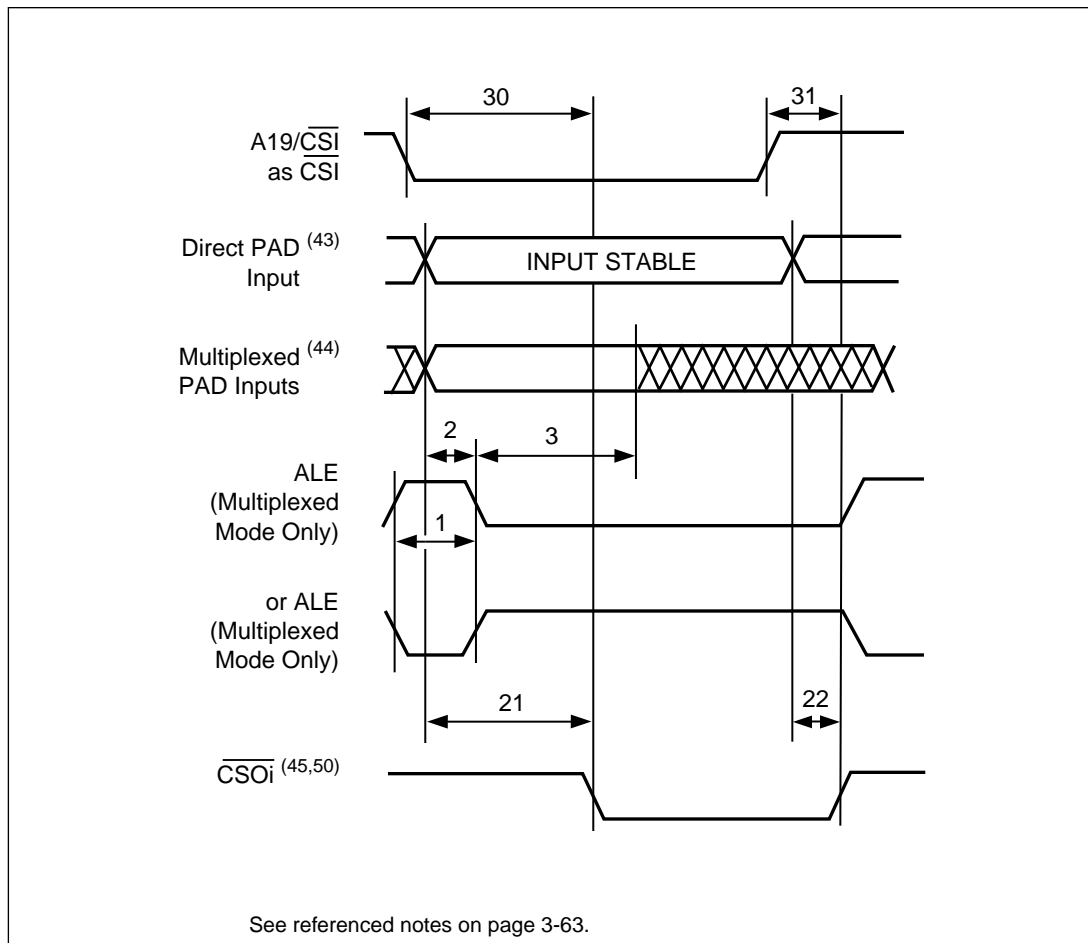 30
31
A19/CSI
as CSI
Direct PAD (43)
Input
INPUT STABLE
Multiplexed (44)
PAD Inputs
2
3
ALE
(Multiplexed
Mode Only)
1
or ALE
(Multiplexed
Mode Only)
21
22
CSOi (45,50)
See referenced notes on page 3-63.